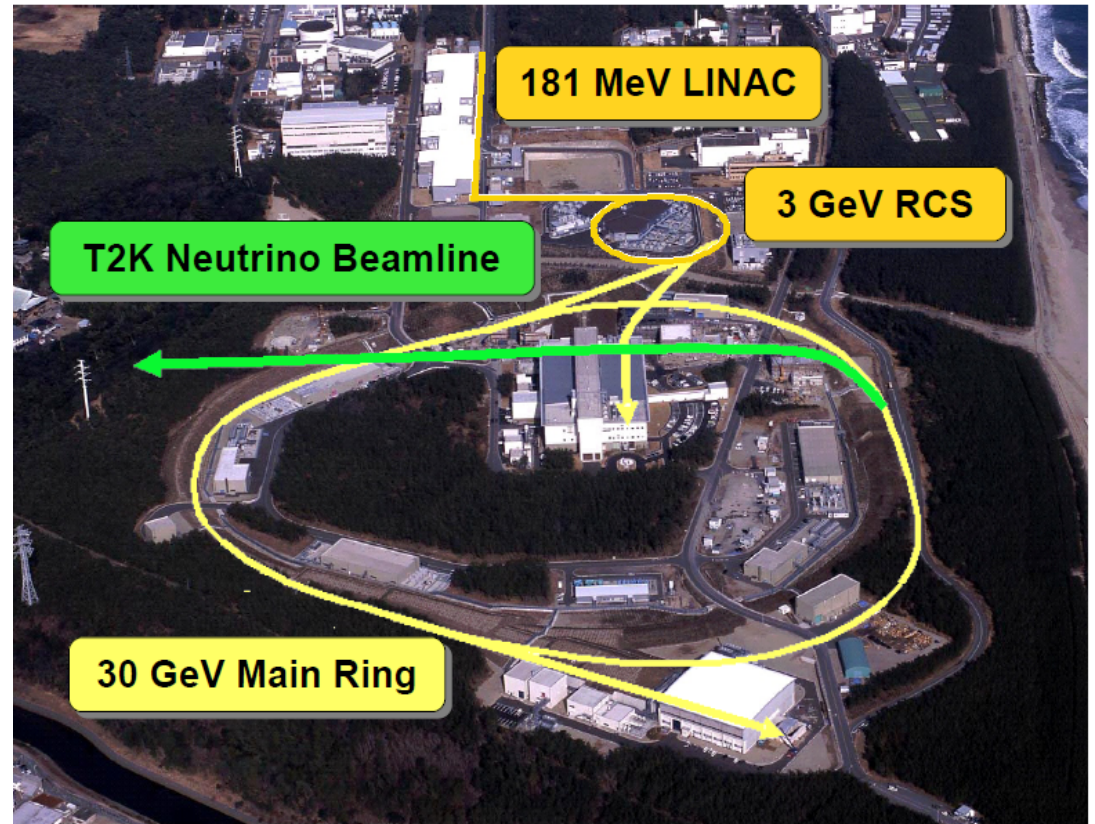 181 MeV LINAC
3 GeV RCS
T2K Neutrino Beamline
30 GeV Main Ring